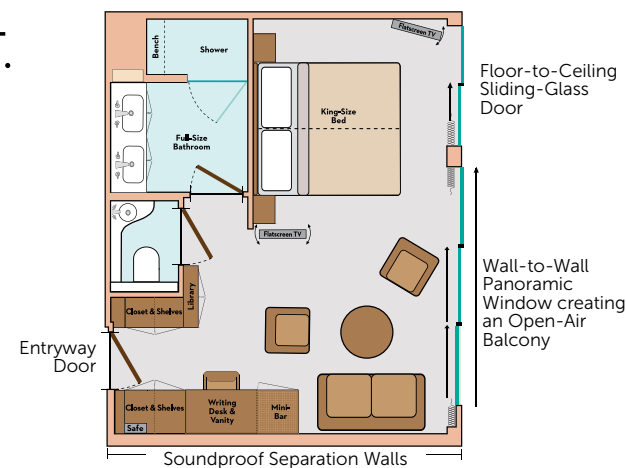 Bench
Shower
Flatscreen TV
Floor-to-Ceiling
Sliding-Glass
Door
King-Size
Bed
Full-Size
Bathroom
Flatscreen TV
Library
Closet & Shelves
Wall-to-Wall
Panoramic
Window creating
an Open-Air
Balcony
Entryway
Door
Closet & Shelves
Safe
Writing
Desk &
Vanity
Mini-
Bar
Soundproof Separation Walls